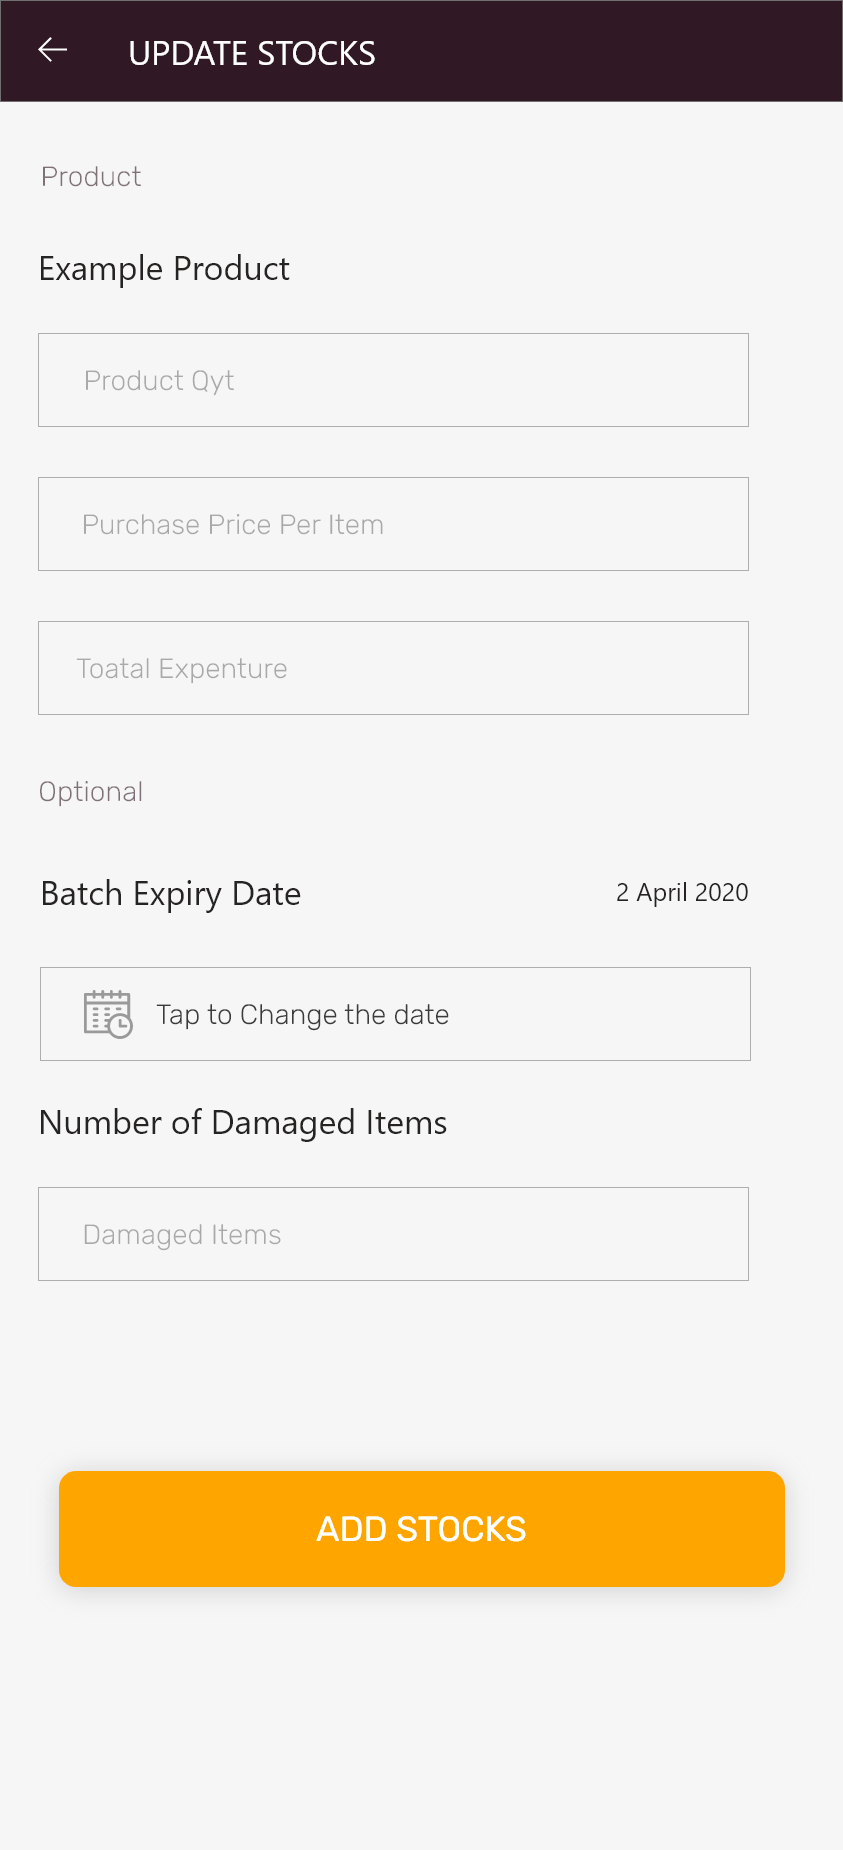 UPDATE STOCKS
Product
Example Product
Product Qyt
Purchase Price Per Item
Toatal Expenture
Optional
Batch Expiry Date 2 April 2020
Tap to Change the date
Number of Damaged Items
Damaged Items
ADD STOCKS